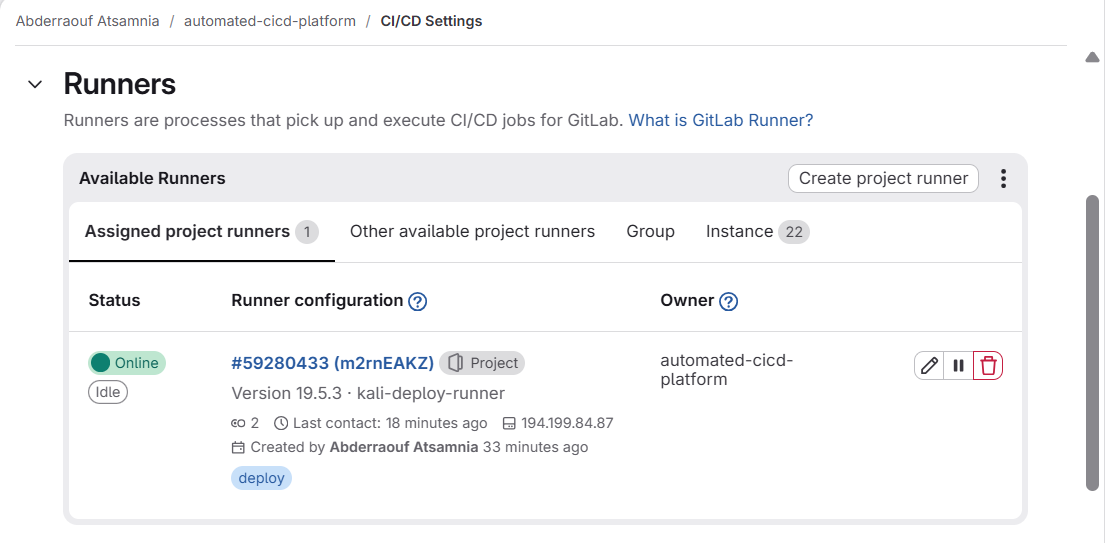 Abderraouf Atsamnia / automated-cicd-platform / CI/CD Settings
Runners
Runners are processes that pick up and execute CI/CD jobs for GitLab. What is GitLab Runner?
Available Runners
Create project runner
Assigned project runners 1 Other available project runners Group Instance 22
Status Runner configuration ? Owner ?
Online #59280433 (m2rnEAKZ) Project automated-cicd-platform
Idle Version 19.5.3 · kali-deploy-runner
2 Last contact: 18 minutes ago 194.199.84.87
Created by Abderraouf Atsamnia 33 minutes ago
deploy